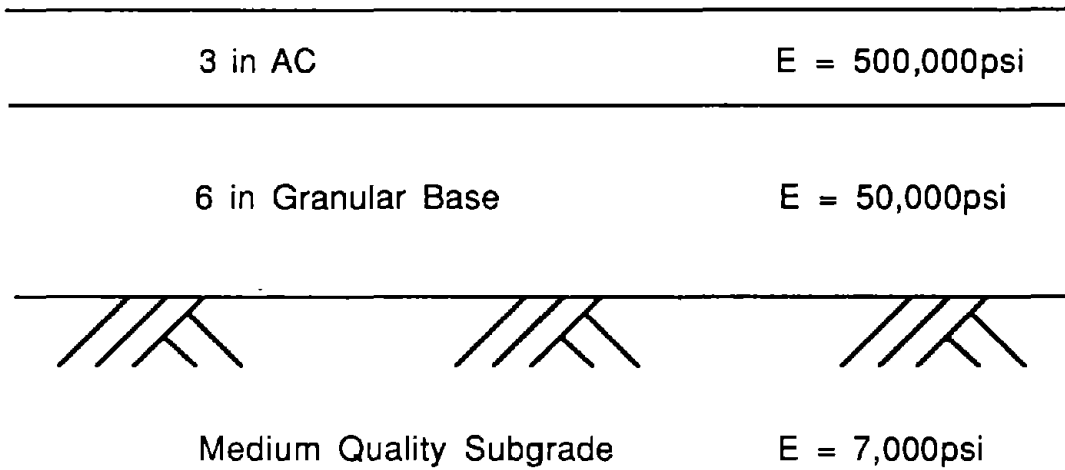 3 in AC E = 500,000psi
6 in Granular Base E = 50,000psi
Medium Quality Subgrade E = 7,000psi